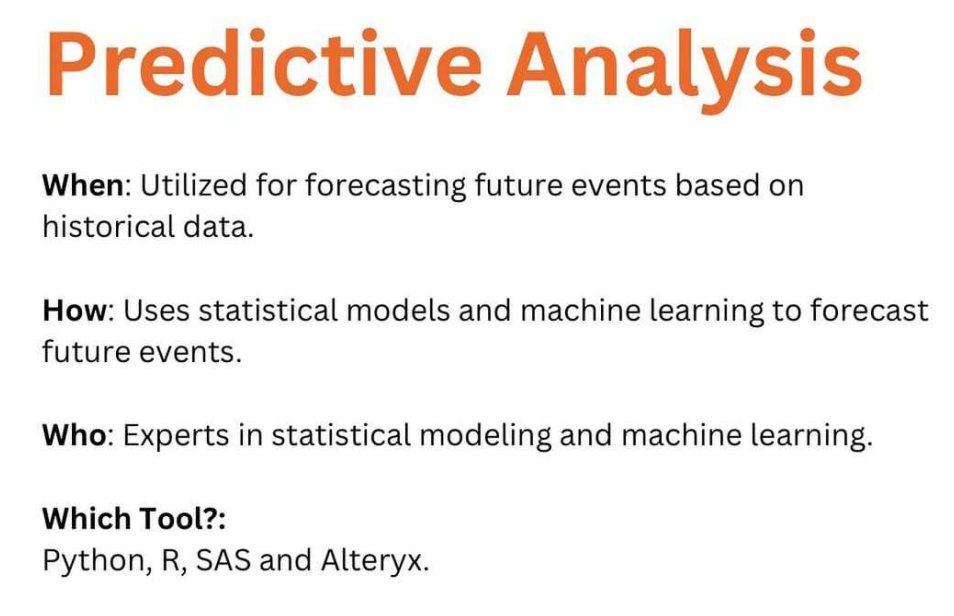 Predictive Analysis
When: Utilized for forecasting future events based on
historical data.
How: Uses statistical models and machine learning to forecast
future events.
Who: Experts in statistical modeling and machine learning.
Which Tool?:
Python, R, SAS and Alteryx.